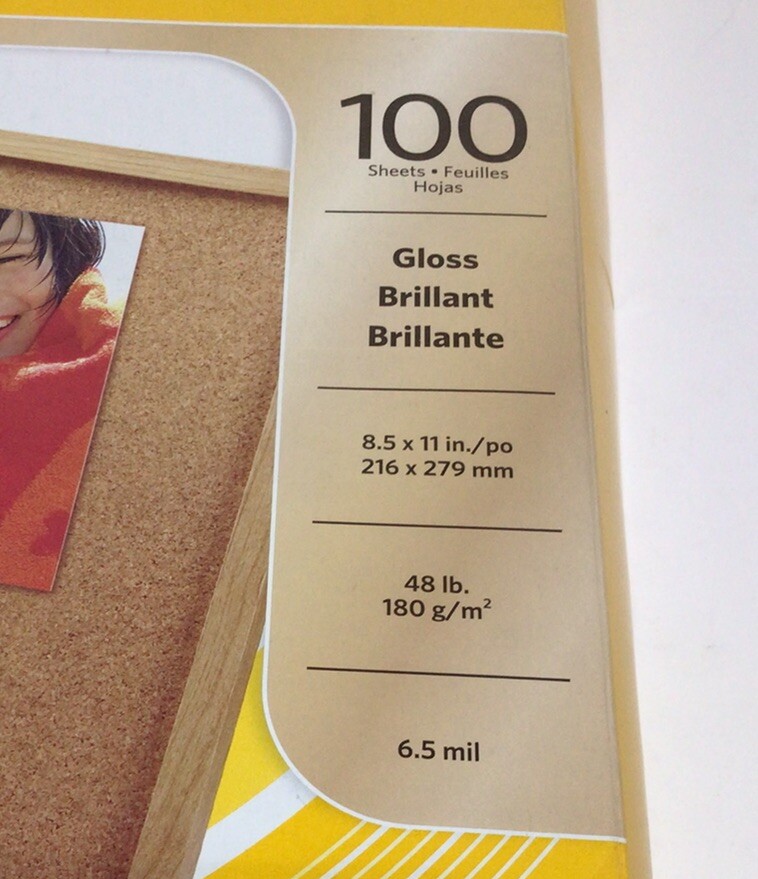 100
Sheets • Feuilles
Hojas
Gloss
Brillant
Brillante
8.5 x 11 in./po
216 x 279 mm
48 lb.
180 g/m²
6.5 mil